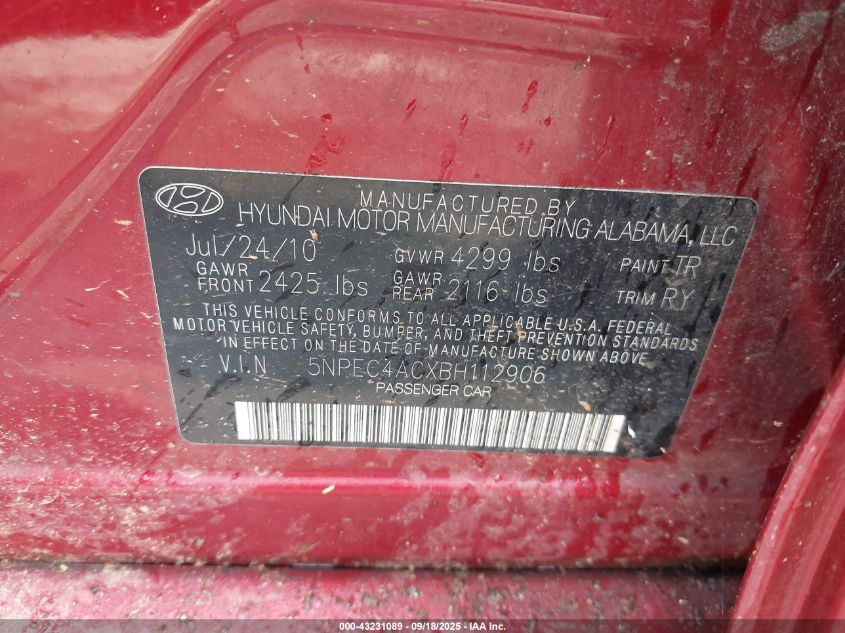 MANUFACTURED BY
HYUNDAI MOTOR MANUFACTURING ALABAMA, LLC
Jul/24/10 GVWR 4299 lbs PAINT TR
GAWR FRONT 2425 lbs GAWR REAR 2116 lbs TRIM RY
THIS VEHICLE CONFORMS TO ALL APPLICABLE U.S.A. FEDERAL
MOTOR VEHICLE SAFETY, BUMPER, AND THEFT PREVENTION STANDARDS
IN EFFECT ON THE DATE OF MANUFACTURE SHOWN ABOVE
V.I.N 5NPEC4ACXBH112906
PASSENGER CAR
000-43231089 - 09/18/2025 - IAA Inc.